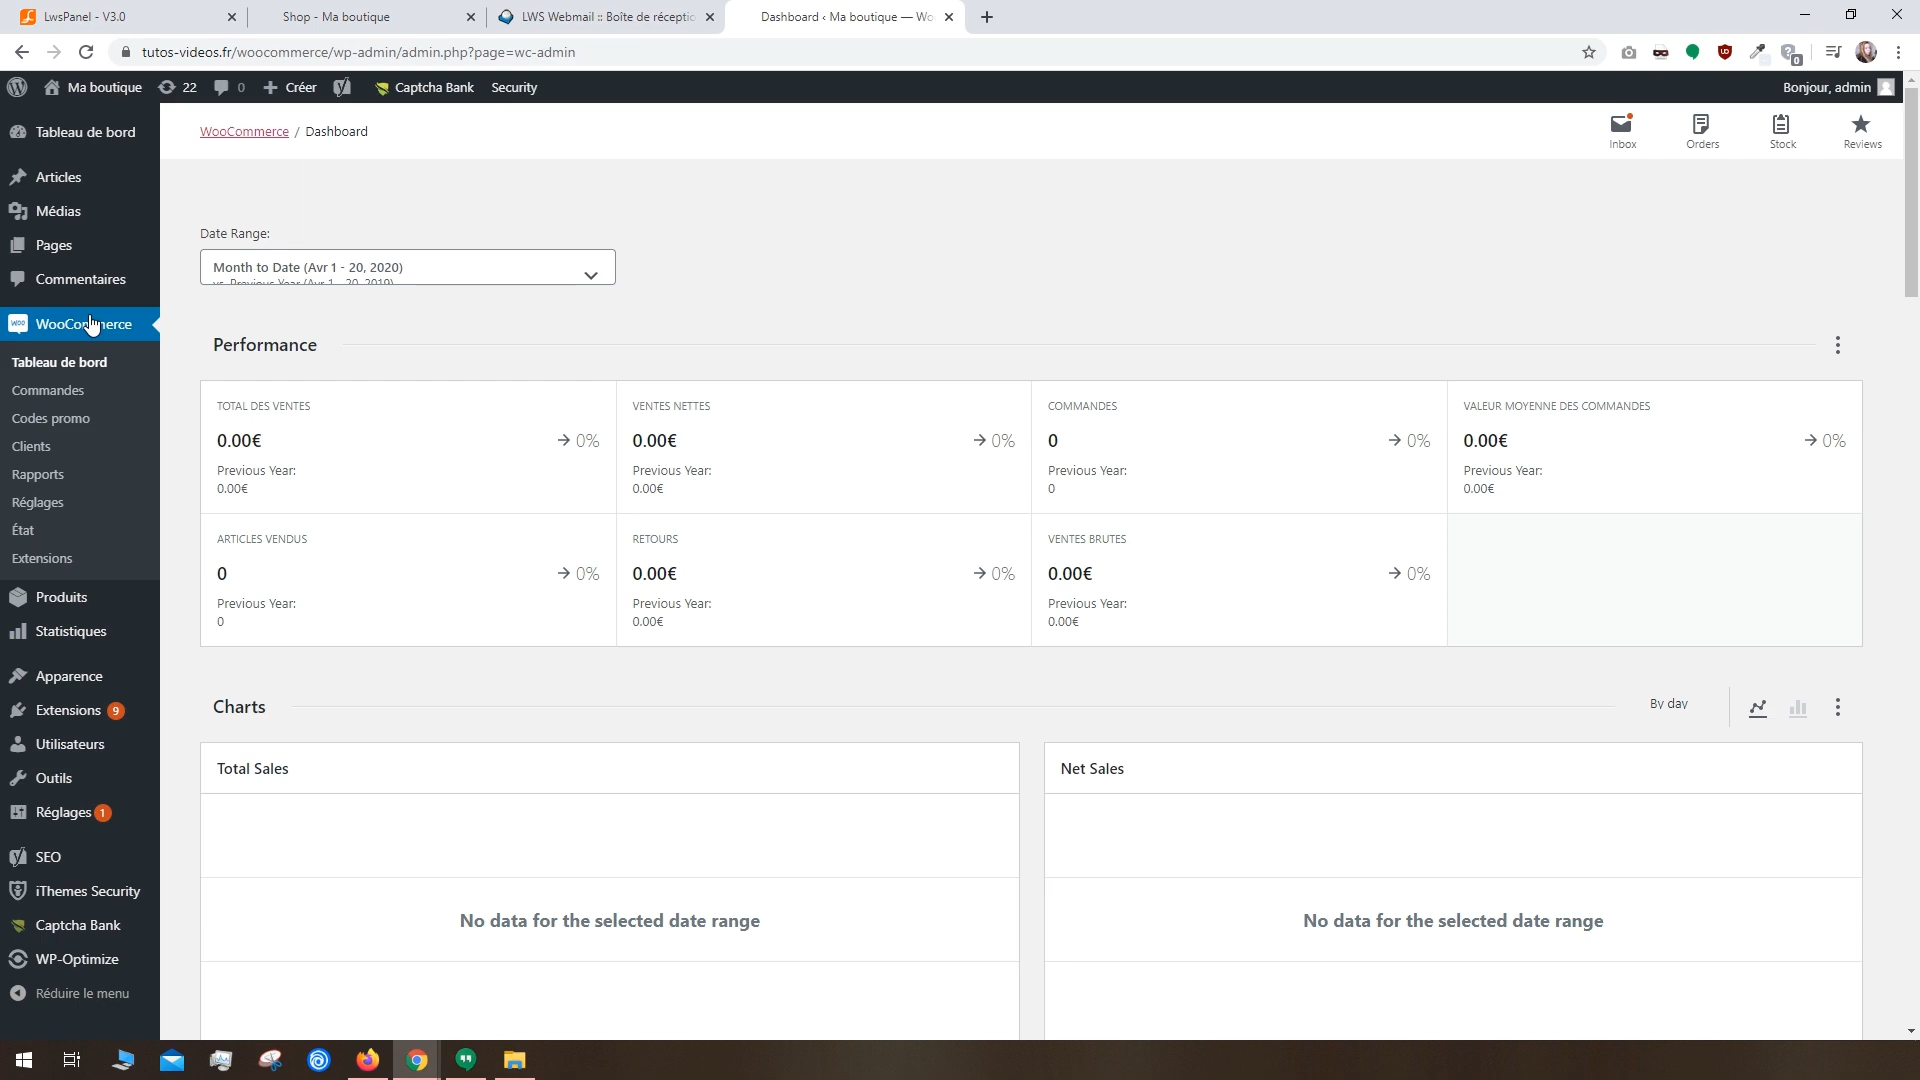 LwsPanel - V3.0
Shop - Ma boutique
LWS Webmail :: Boîte de réceptio
Dashboard ‹ Ma boutique — Wo
tutos-videos.fr/woocommerce/wp-admin/admin.php?page=wc-admin
0
Ma boutique
22
0
Créer
Captcha Bank
Security
Bonjour, admin
Tableau de bord
Articles
Médias
Pages
Commentaires
WooCommerce
Tableau de bord
Commandes
Codes promo
Clients
Rapports
Réglages
État
Extensions
Produits
Statistiques
Apparence
Extensions 9
Utilisateurs
Outils
Réglages 1
SEO
iThemes Security
Captcha Bank
WP-Optimize
Réduire le menu
WooCommerce / Dashboard
Inbox
Orders
Stock
Reviews
Date Range:
Month to Date (Avr 1 - 20, 2020)
vs. Previous Year (Avr 1 - 20, 2019)
Performance
TOTAL DES VENTES
0.00€
0%
Previous Year:
0.00€
VENTES NETTES
0.00€
0%
Previous Year:
0.00€
COMMANDES
0
0%
Previous Year:
0
VALEUR MOYENNE DES COMMANDES
0.00€
0%
Previous Year:
0.00€
ARTICLES VENDUS
0
0%
Previous Year:
0
RETOURS
0.00€
0%
Previous Year:
0.00€
VENTES BRUTES
0.00€
0%
Previous Year:
0.00€
Charts
By day
Total Sales
No data for the selected date range
Net Sales
No data for the selected date range